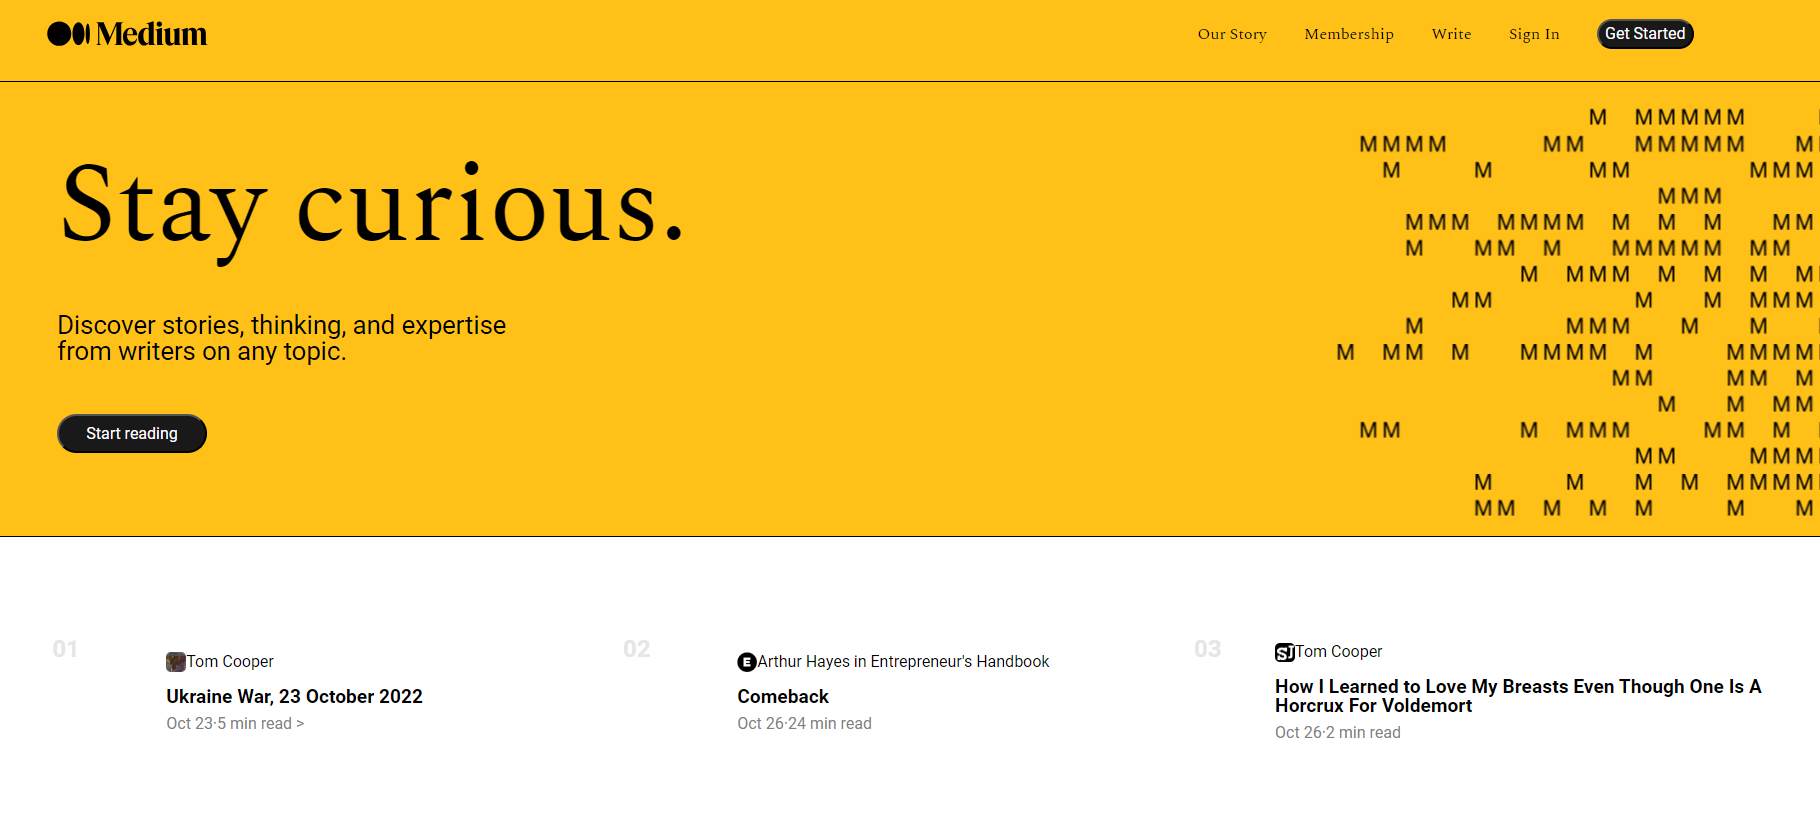 Medium
Our Story Membership Write Sign In Get Started
Stay curious.
Discover stories, thinking, and expertise
from writers on any topic.
Start reading
M MMMMM
MMMM MM MMMMM M
M M MM MMM
MMM
MMM MMMM M M M MM
M MM M MMMMM MM
M MMM M M M M
MM M M MMM
M MMM M M
M MM M MMMM M MMMM
MM MM M
M M MM
MM M MMM MM M
MM MMM
M M M M MMMM
MM M M M M M
01
Tom Cooper
Ukraine War, 23 October 2022
Oct 23·5 min read >
02
E Arthur Hayes in Entrepreneur's Handbook
Comeback
Oct 26·24 min read
03
Tom Cooper
How I Learned to Love My Breasts Even Though One Is A
Horcrux For Voldemort
Oct 26·2 min read